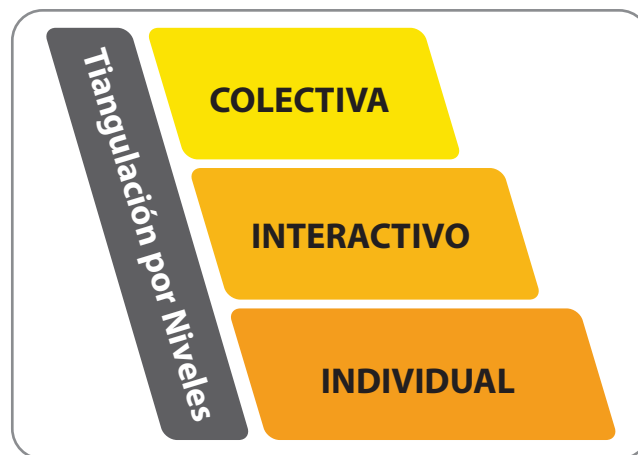 Tiangulación por Niveles
COLECTIVA
INTERACTIVO
INDIVIDUAL